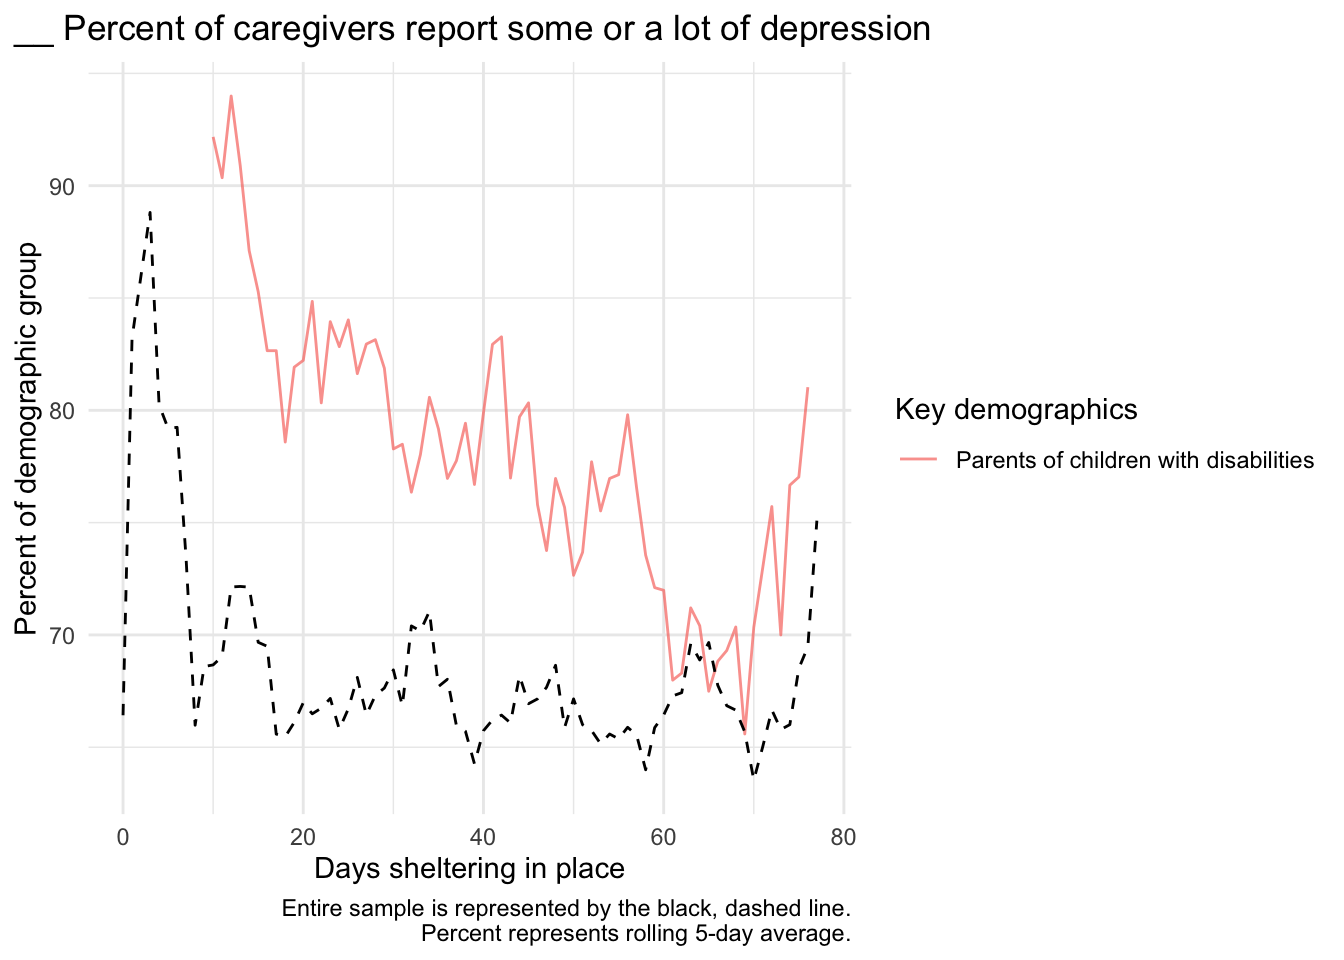 __ Percent of caregivers report some or a lot of depression
Percent of demographic group
90
80
70
0 20 40 60 80
Days sheltering in place
Key demographics
Parents of children with disabilities
Entire sample is represented by the black, dashed line.
Percent represents rolling 5-day average.